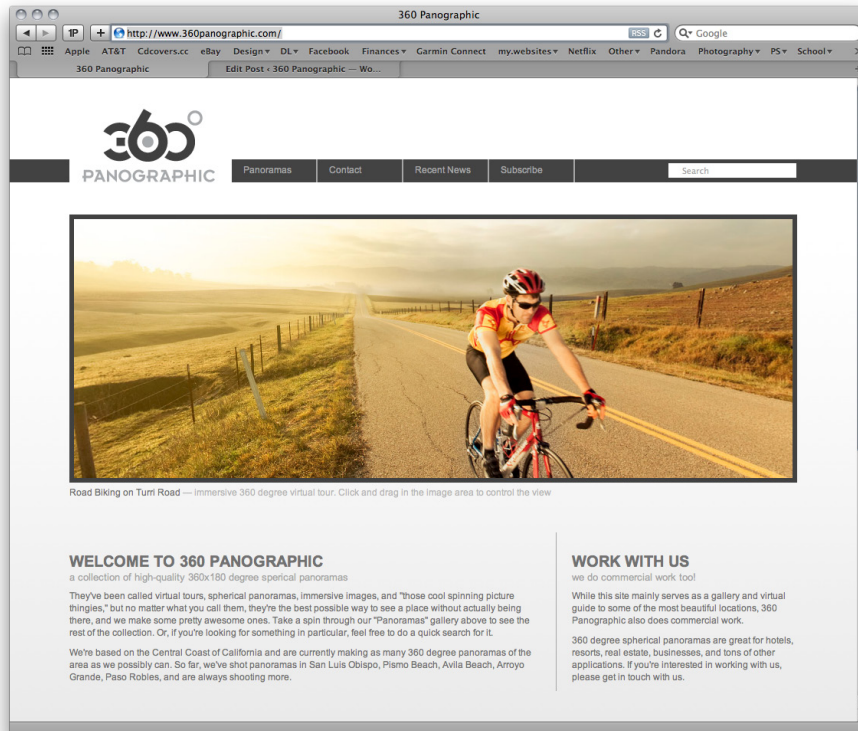 360 Panographic
1P
+
http://www.360panographic.com/
RSS
Google
Apple AT&T Cdcovers.cc eBay Design DL Facebook Finances Garmin Connect my.websites Netflix Other Pandora Photography PS School
360 Panographic
Edit Post ‹ 360 Panographic — Wo...
360°
PANOGRAPHIC
Panoramas
Contact
Recent News
Subscribe
Search
Road Biking on Turri Road — immersive 360 degree virtual tour. Click and drag in the image area to control the view
WELCOME TO 360 PANOGRAPHIC
a collection of high-quality 360x180 degree sperical panoramas
They've been called virtual tours, spherical panoramas, immersive images, and "those cool spinning picture
thingies," but no matter what you call them, they're the best possible way to see a place without actually being
there, and we make some pretty awesome ones. Take a spin through our "Panoramas" gallery above to see the
rest of the collection. Or, if you're looking for something in particular, feel free to do a quick search for it.
We're based on the Central Coast of California and are currently making as many 360 degree panoramas of the
area as we possibly can. So far, we've shot panoramas in San Luis Obispo, Pismo Beach, Avila Beach, Arroyo
Grande, Paso Robles, and are always shooting more.
WORK WITH US
we do commercial work too!
While this site mainly serves as a gallery and virtual
guide to some of the most beautiful locations, 360
Panographic also does commercial work.
360 degree spherical panoramas are great for hotels,
resorts, real estate, businesses, and tons of other
applications. If you're interested in working with us,
please get in touch with us.